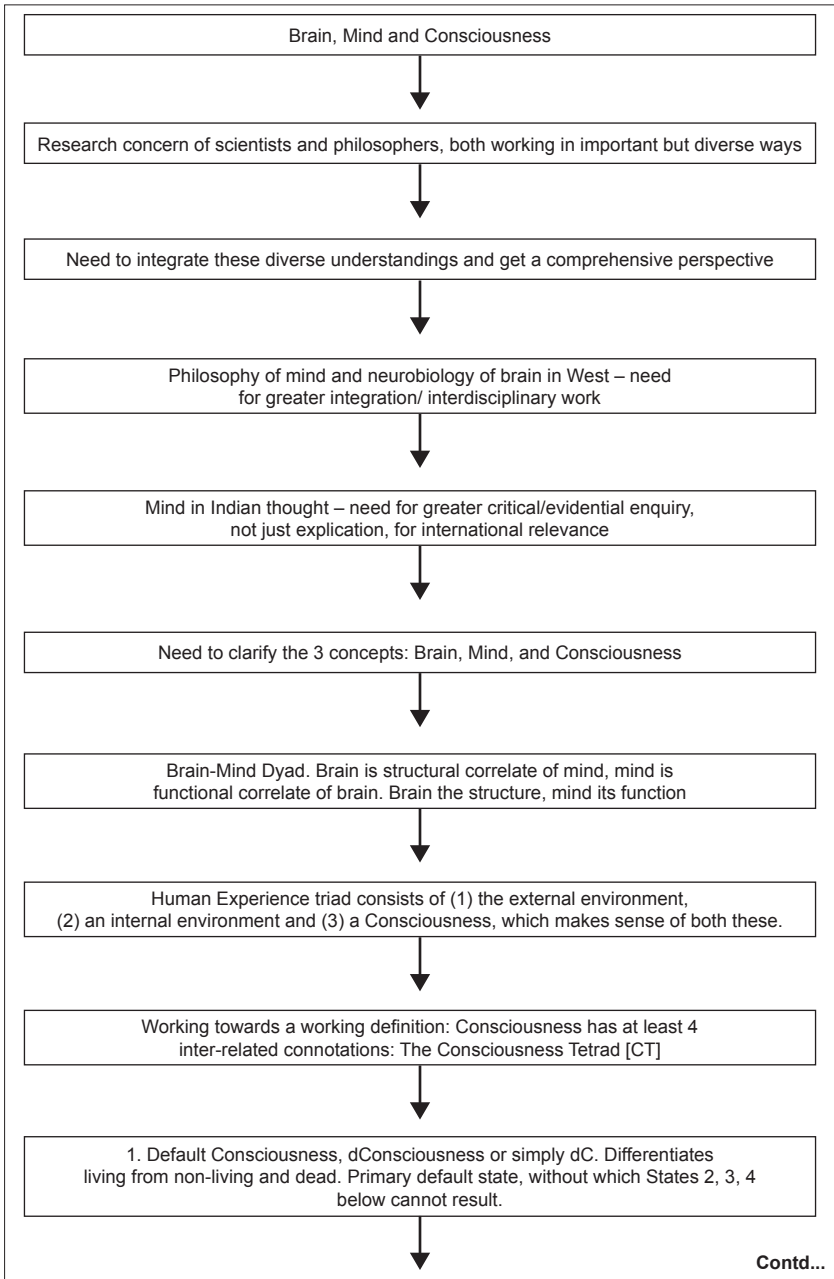 Brain, Mind and Consciousness
Research concern of scientists and philosophers, both working in important but diverse ways
Need to integrate these diverse understandings and get a comprehensive perspective
Philosophy of mind and neurobiology of brain in West – need
for greater integration/ interdisciplinary work
Mind in Indian thought – need for greater critical/evidential enquiry,
not just explication, for international relevance
Need to clarify the 3 concepts: Brain, Mind, and Consciousness
Brain-Mind Dyad. Brain is structural correlate of mind, mind is
functional correlate of brain. Brain the structure, mind its function
Human Experience triad consists of (1) the external environment,
(2) an internal environment and (3) a Consciousness, which makes sense of both these.
Working towards a working definition: Consciousness has at least 4
inter-related connotations: The Consciousness Tetrad [CT]
1. Default Consciousness, dConsciousness or simply dC. Differentiates
living from non-living and dead. Primary default state, without which States 2, 3, 4
below cannot result.
Contd...